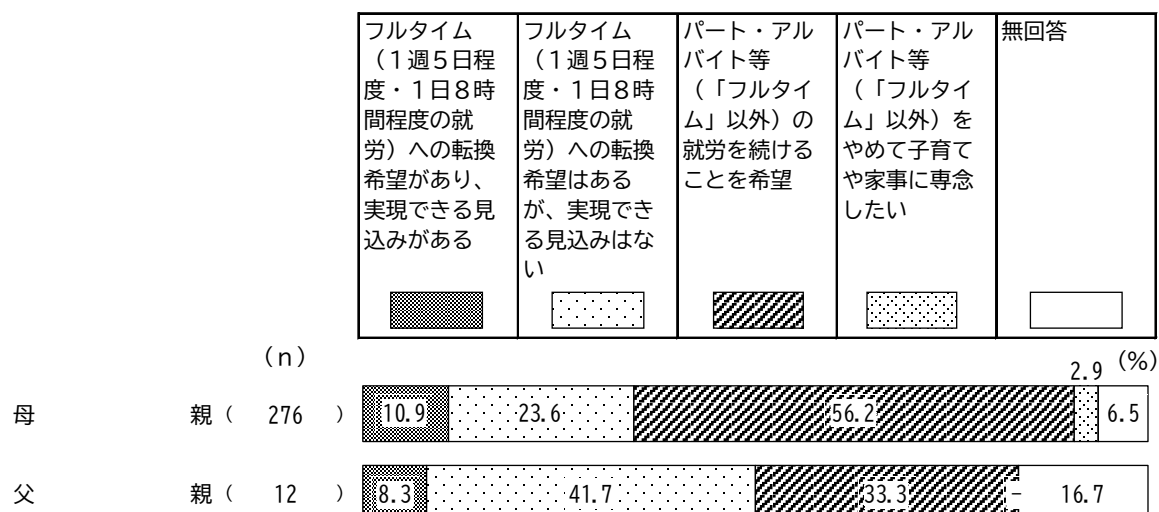 フルタイム
（１週５日程
度・１日８時
間程度の就
労）への転換
希望があり、
実現できる見
込みがある
フルタイム
（１週５日程
度・１日８時
間程度の就
労）への転換
希望はある
が、実現でき
る見込みはな
い
パート・アル
バイト等
（「フルタイ
ム」以外）の
就労を続ける
ことを希望
パート・アル
バイト等
（「フルタイ
ム」以外）を
やめて子育て
や家事に専念
したい
無回答
（n）
(%)
母親（ 276 ） 10.9 23.6 56.2 2.9 6.5
父親（ 12 ） 8.3 41.7 33.3 - 16.7